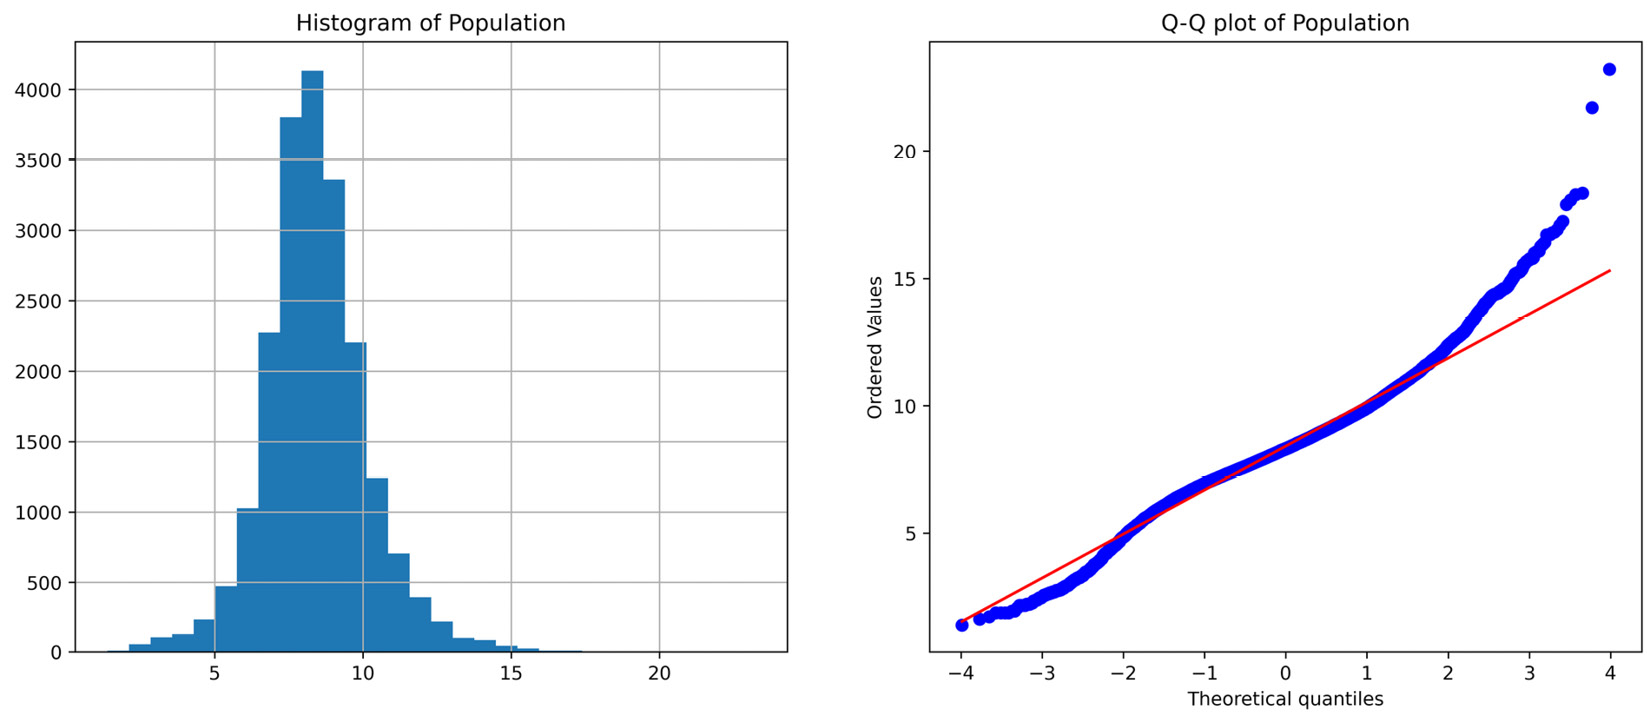 Histogram of Population
4000
3500
3000
2500
2000
1500
1000
500
0
5 10 15 20
Q-Q plot of Population
Ordered Values
20
15
10
5
−4 −3 −2 −1 0 1 2 3 4
Theoretical quantiles